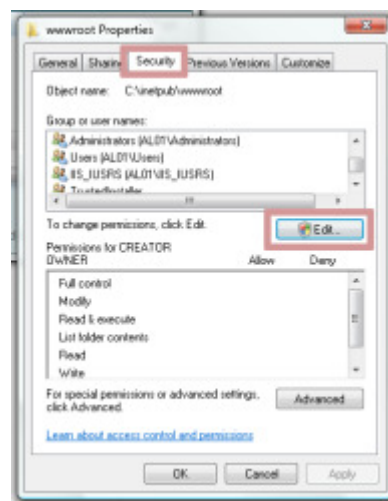 wwwroot Properties
General Sharing Security Previous Versions Customize
Object name: C:\inetpub\wwwroot
Group or user names:
Administrators (AL01\Administrators)
Users (AL01\Users)
IIS_IUSRS (AL01\IIS_IUSRS)
TrustedInstaller
To change permissions, click Edit.
Edit...
Permissions for CREATOR
OWNER Allow Deny
Full control
Modify
Read & execute
List folder contents
Read
Write
For special permissions or advanced settings,
click Advanced.
Advanced
Learn about access control and permissions
OK Cancel Apply